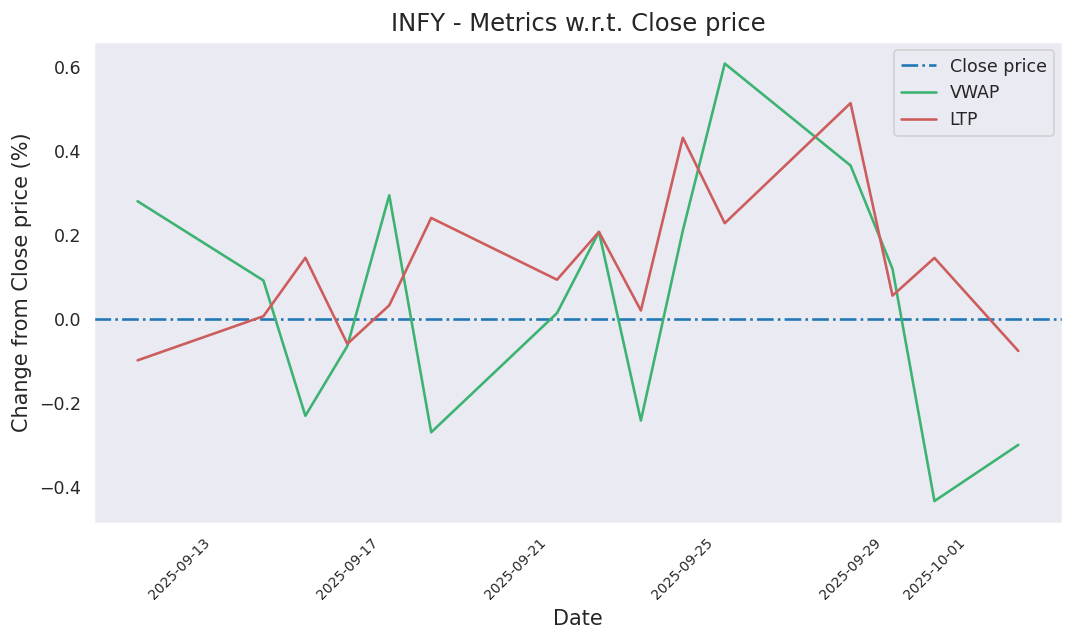 INFY - Metrics w.r.t. Close price
Close price
VWAP
LTP
Change from Close price (%)
0.6
0.4
0.2
0.0
−0.2
−0.4
2025-09-13
2025-09-17
2025-09-21
2025-09-25
2025-09-29
2025-10-01
Date